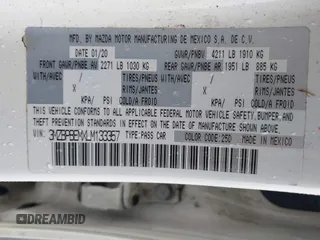 MFD. BY MAZDA MOTOR MANUFACTURING DE MEXICO S.A. DE C.V.
DATE 01/20 GVWR/PNBV 4211 LB 1910 KG
FRONT GAWR/PNBE AV 2271 LB 1030 KG REAR GAWR/PNBE AR 1951 LB 885 KG
WITH/AVEC / TIRES/PNEUS WITH/AVEC / TIRES/PNEUS
X RIMS/JANTES X RIMS/JANTES
KPA/ PSI COLD/A FROID KPA/ PSI COLD/A FROID
THIS VEHICLE CONFORMS TO ALL APPLICABLE FEDERAL MOTOR VEHICLE SAFETY, BUMPER, AND
THEFT PREVENTION STANDARDS IN EFFECT ON THE DATE OF MANUFACTURE SHOWN ABOVE.
VIN: TYPE PASS CAR COLOR CODE: 25D
MADE IN MEXICO
DREAMBID